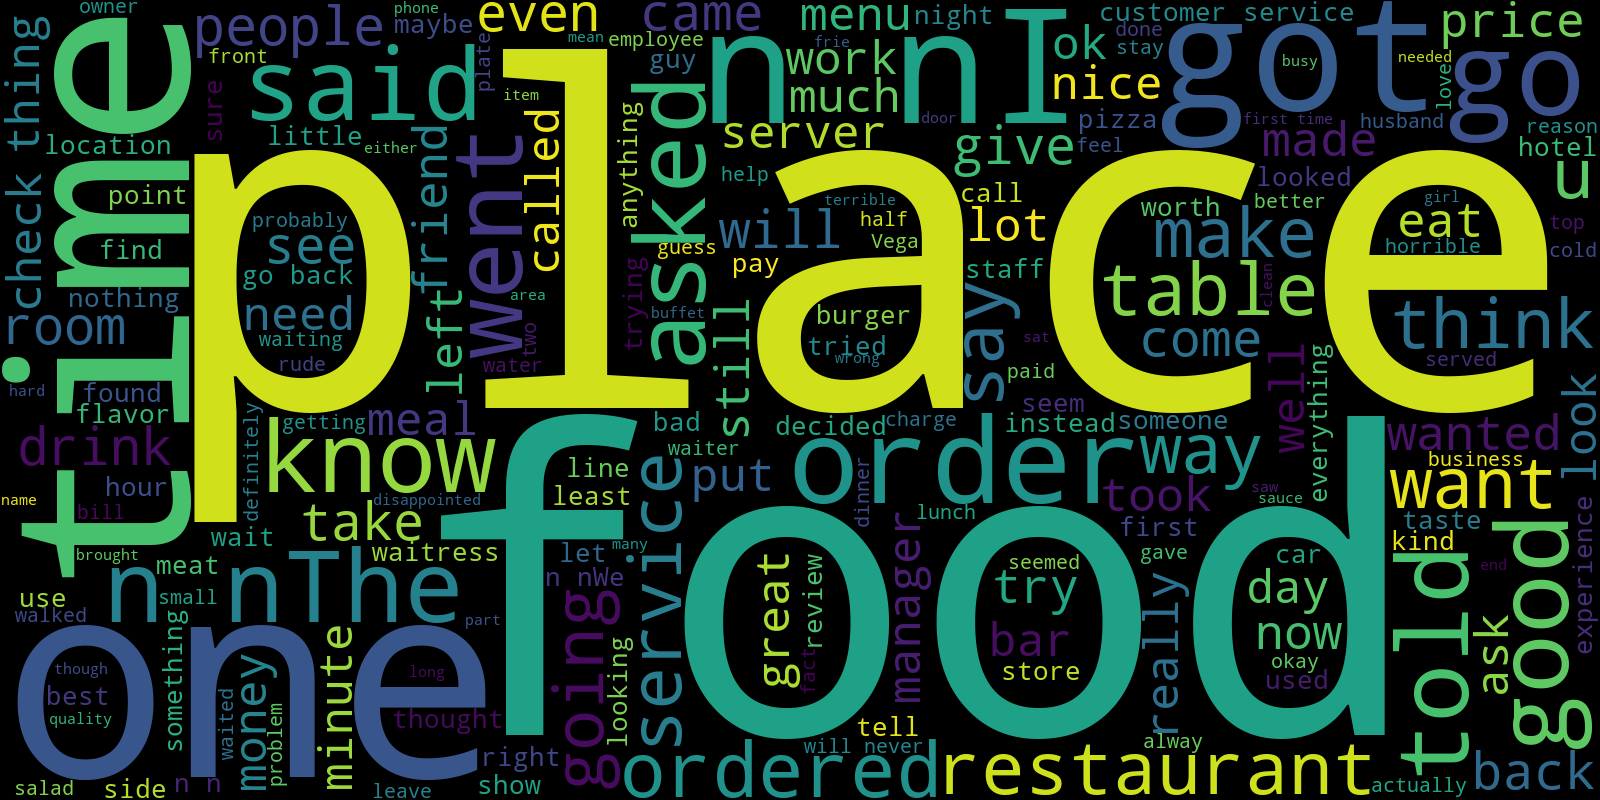 place
food
time
one
n nI
got
go
said
people
owner
phone
maybe
even
came
menu
night
customer service
price
front
sure
plate
mean
employee
guy
frie
work
much
ok
done
stay
nice
busy
needed
love
thing
check
location
little
either
friend
went
item
called
anything
asked
server
door
give
pizza
feel
first time
made
husband
reason
hotel
u
point
find
nothing
room
probably
see
go back
need
waiting
rude
left
area
two
water
trying
help
will
guess
pay
buffet
terrible
half
Vega
call
lot
staff
burger
tried
wrong
say
sat
paid
worth
looked
better
make
table
come
clean
girl
eat
horrible
top
cold
think
served
hard
found
flavor
drink
definitely
getting
meal
still
bad
waiter
decided
charge
seem
instead
someone
well
everything
wanted
look
know
name
hour
bill
brought
wait
disappointed
take
waitress
line
least
put
dinner
order
lunch
way
took
first
saw
sauce
want
business
taste
kind
n nThe
meat
small
use
walked
let
many
n nWe
service
great
review
fact
manager
seemed
try
bar
store
gave
really
car
day
now
okay
used
told
end
ask
good
experience
though
best
quality
something
waited
money
problem
minute
long
thought
part
going
looking
right
show
tell
will never
alway
salad
side
n n
leave
ordered
restaurant
actually
back